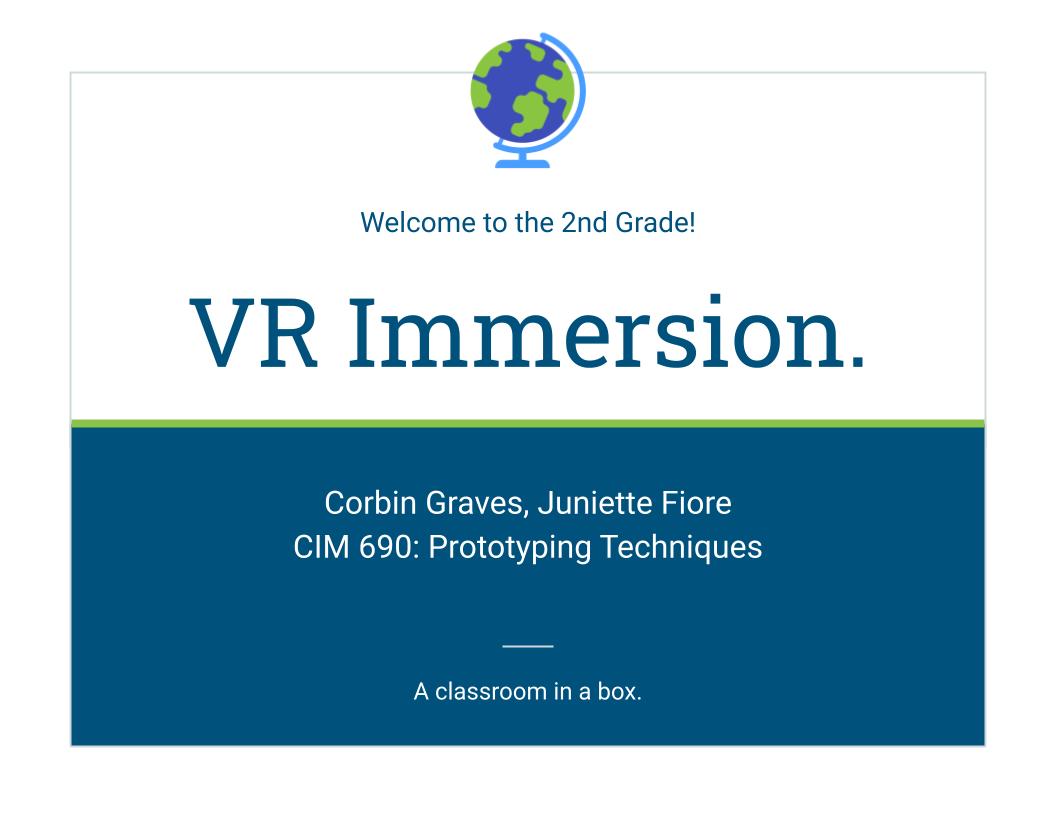 Welcome to the 2nd Grade!
VR Immersion.
Corbin Graves, Juniette Fiore
CIM 690: Prototyping Techniques
A classroom in a box.